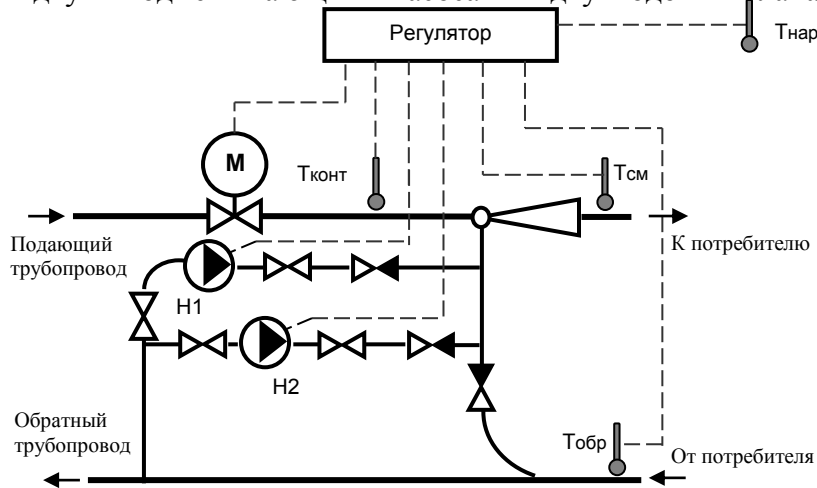 Регулятор
Тнар
М
Тконт
Тсм
Подающий
трубопровод
К потребителю
Н1
Н2
Обратный
трубопровод
Тобр
От потребителя